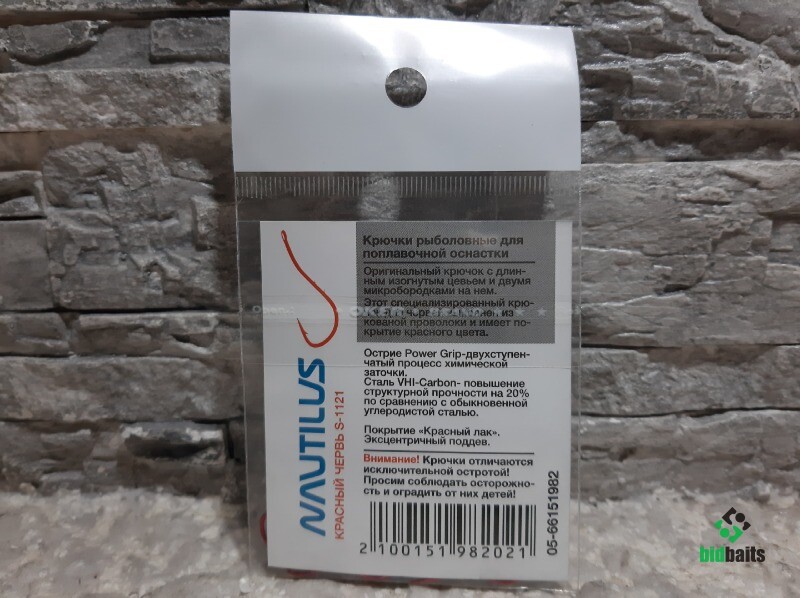 Крючки рыболовные для
поплавочной оснастки
Оригинальный крючок с длин-
ным изогнутым цевьем и двумя
микробородками на нем.
Этот специализированный крю-
из
кованой проволоки и имеет по-
крытие красного цвета.
Острие Power Grip-двухступен-
чатый процесс химической
заточки.
Сталь VHI-Carbon- повышение
структурной прочности на 20%
по сравнению с обыкновенной
углеродистой сталью.
Покрытие «Красный лак».
Эксцентричный поддев.
Внимание! Крючки отличаются
исключительной остротой!
Просим соблюдать осторожно-
сть и оградить от них детей!
NAUTILUS
КРАСНЫЙ ЧЕРВЬ S-1121
2 100151 982021
05-66151982
bidbaits